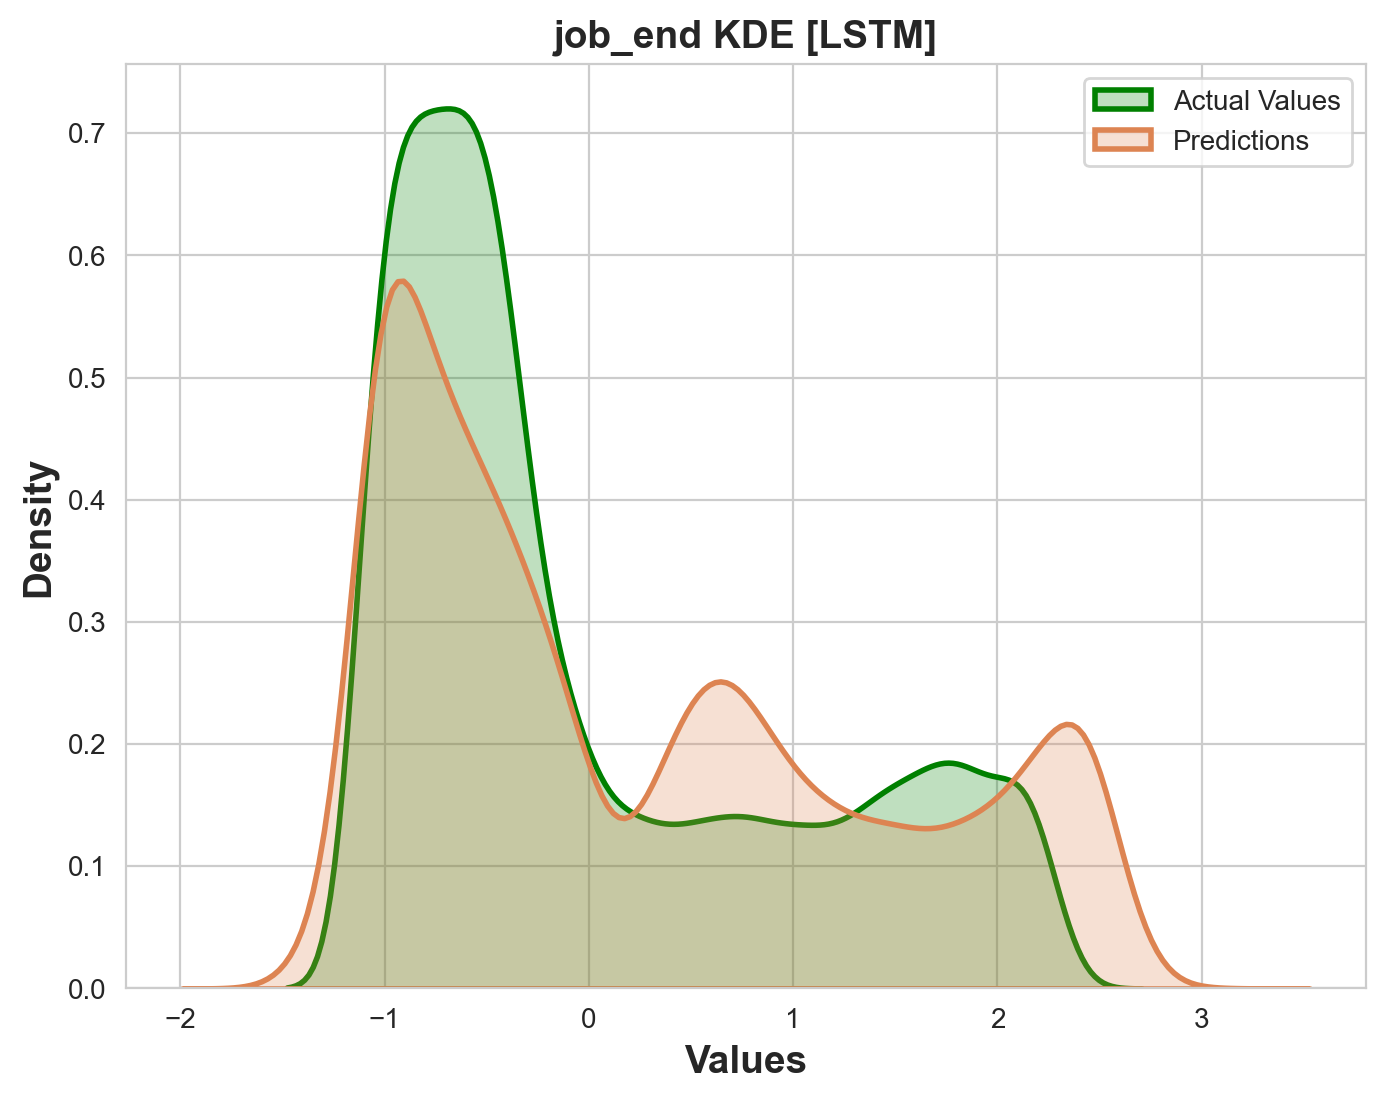 job_end KDE [LSTM]
Actual Values
Predictions
Density
0.7
0.6
0.5
0.4
0.3
0.2
0.1
0.0
−2 −1 0 1 2 3
Values